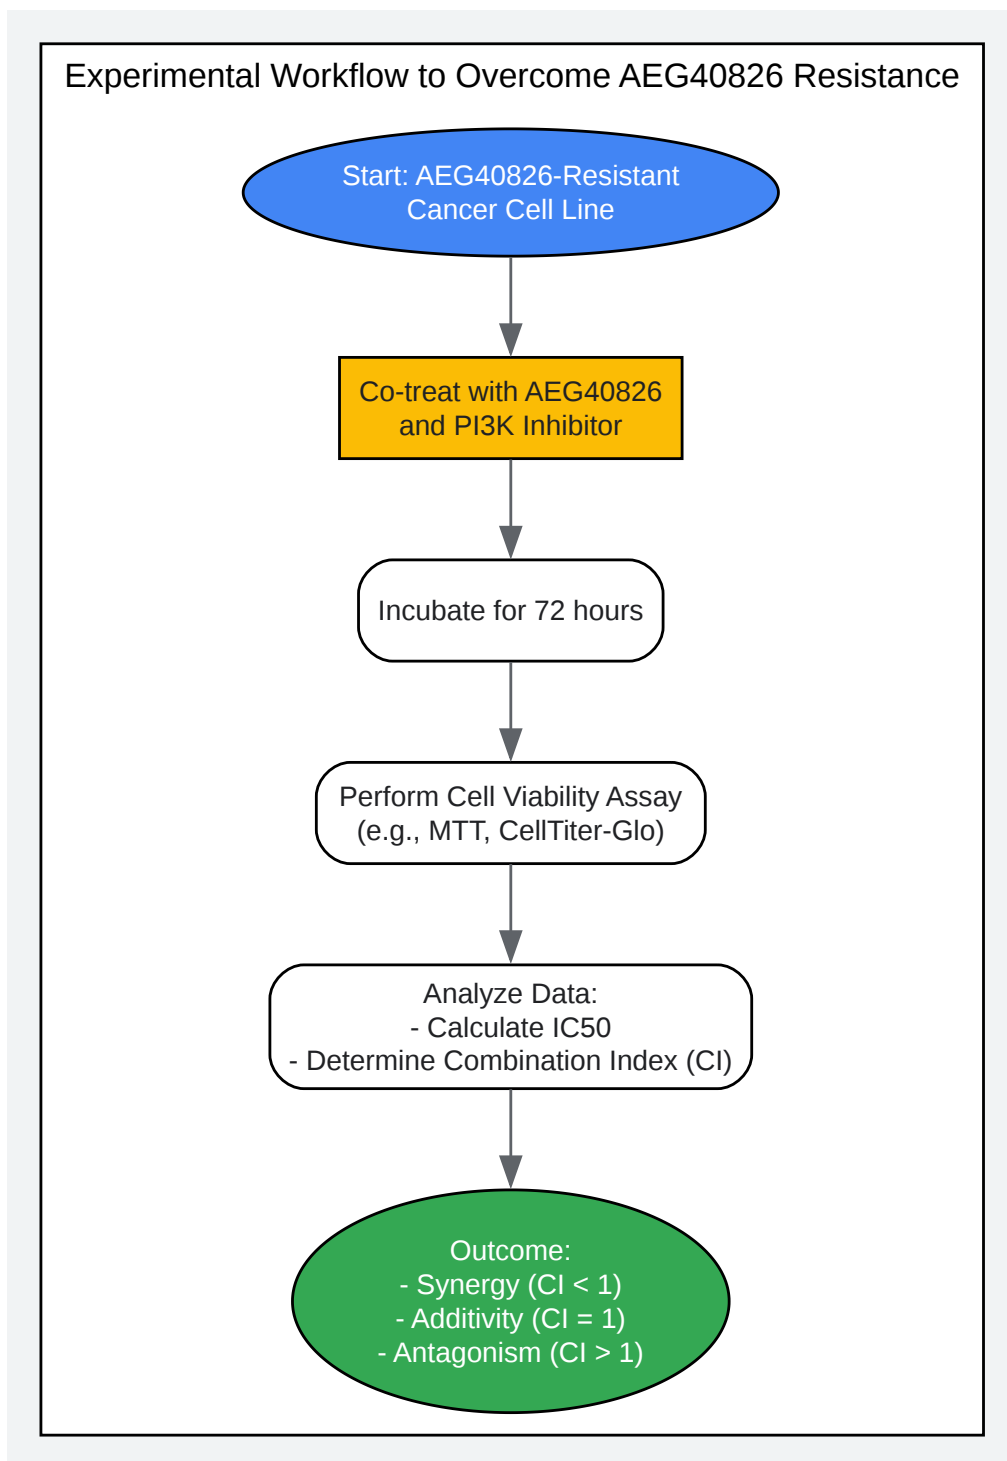 Experimental Workflow to Overcome AEG40826 Resistance
Start: AEG40826-Resistant
Cancer Cell Line
Co-treat with AEG40826
and PI3K Inhibitor
Incubate for 72 hours
Perform Cell Viability Assay
(e.g., MTT, CellTiter-Glo)
Analyze Data:
- Calculate IC50
- Determine Combination Index (CI)
Outcome:
- Synergy (CI < 1)
- Additivity (CI = 1)
- Antagonism (CI > 1)